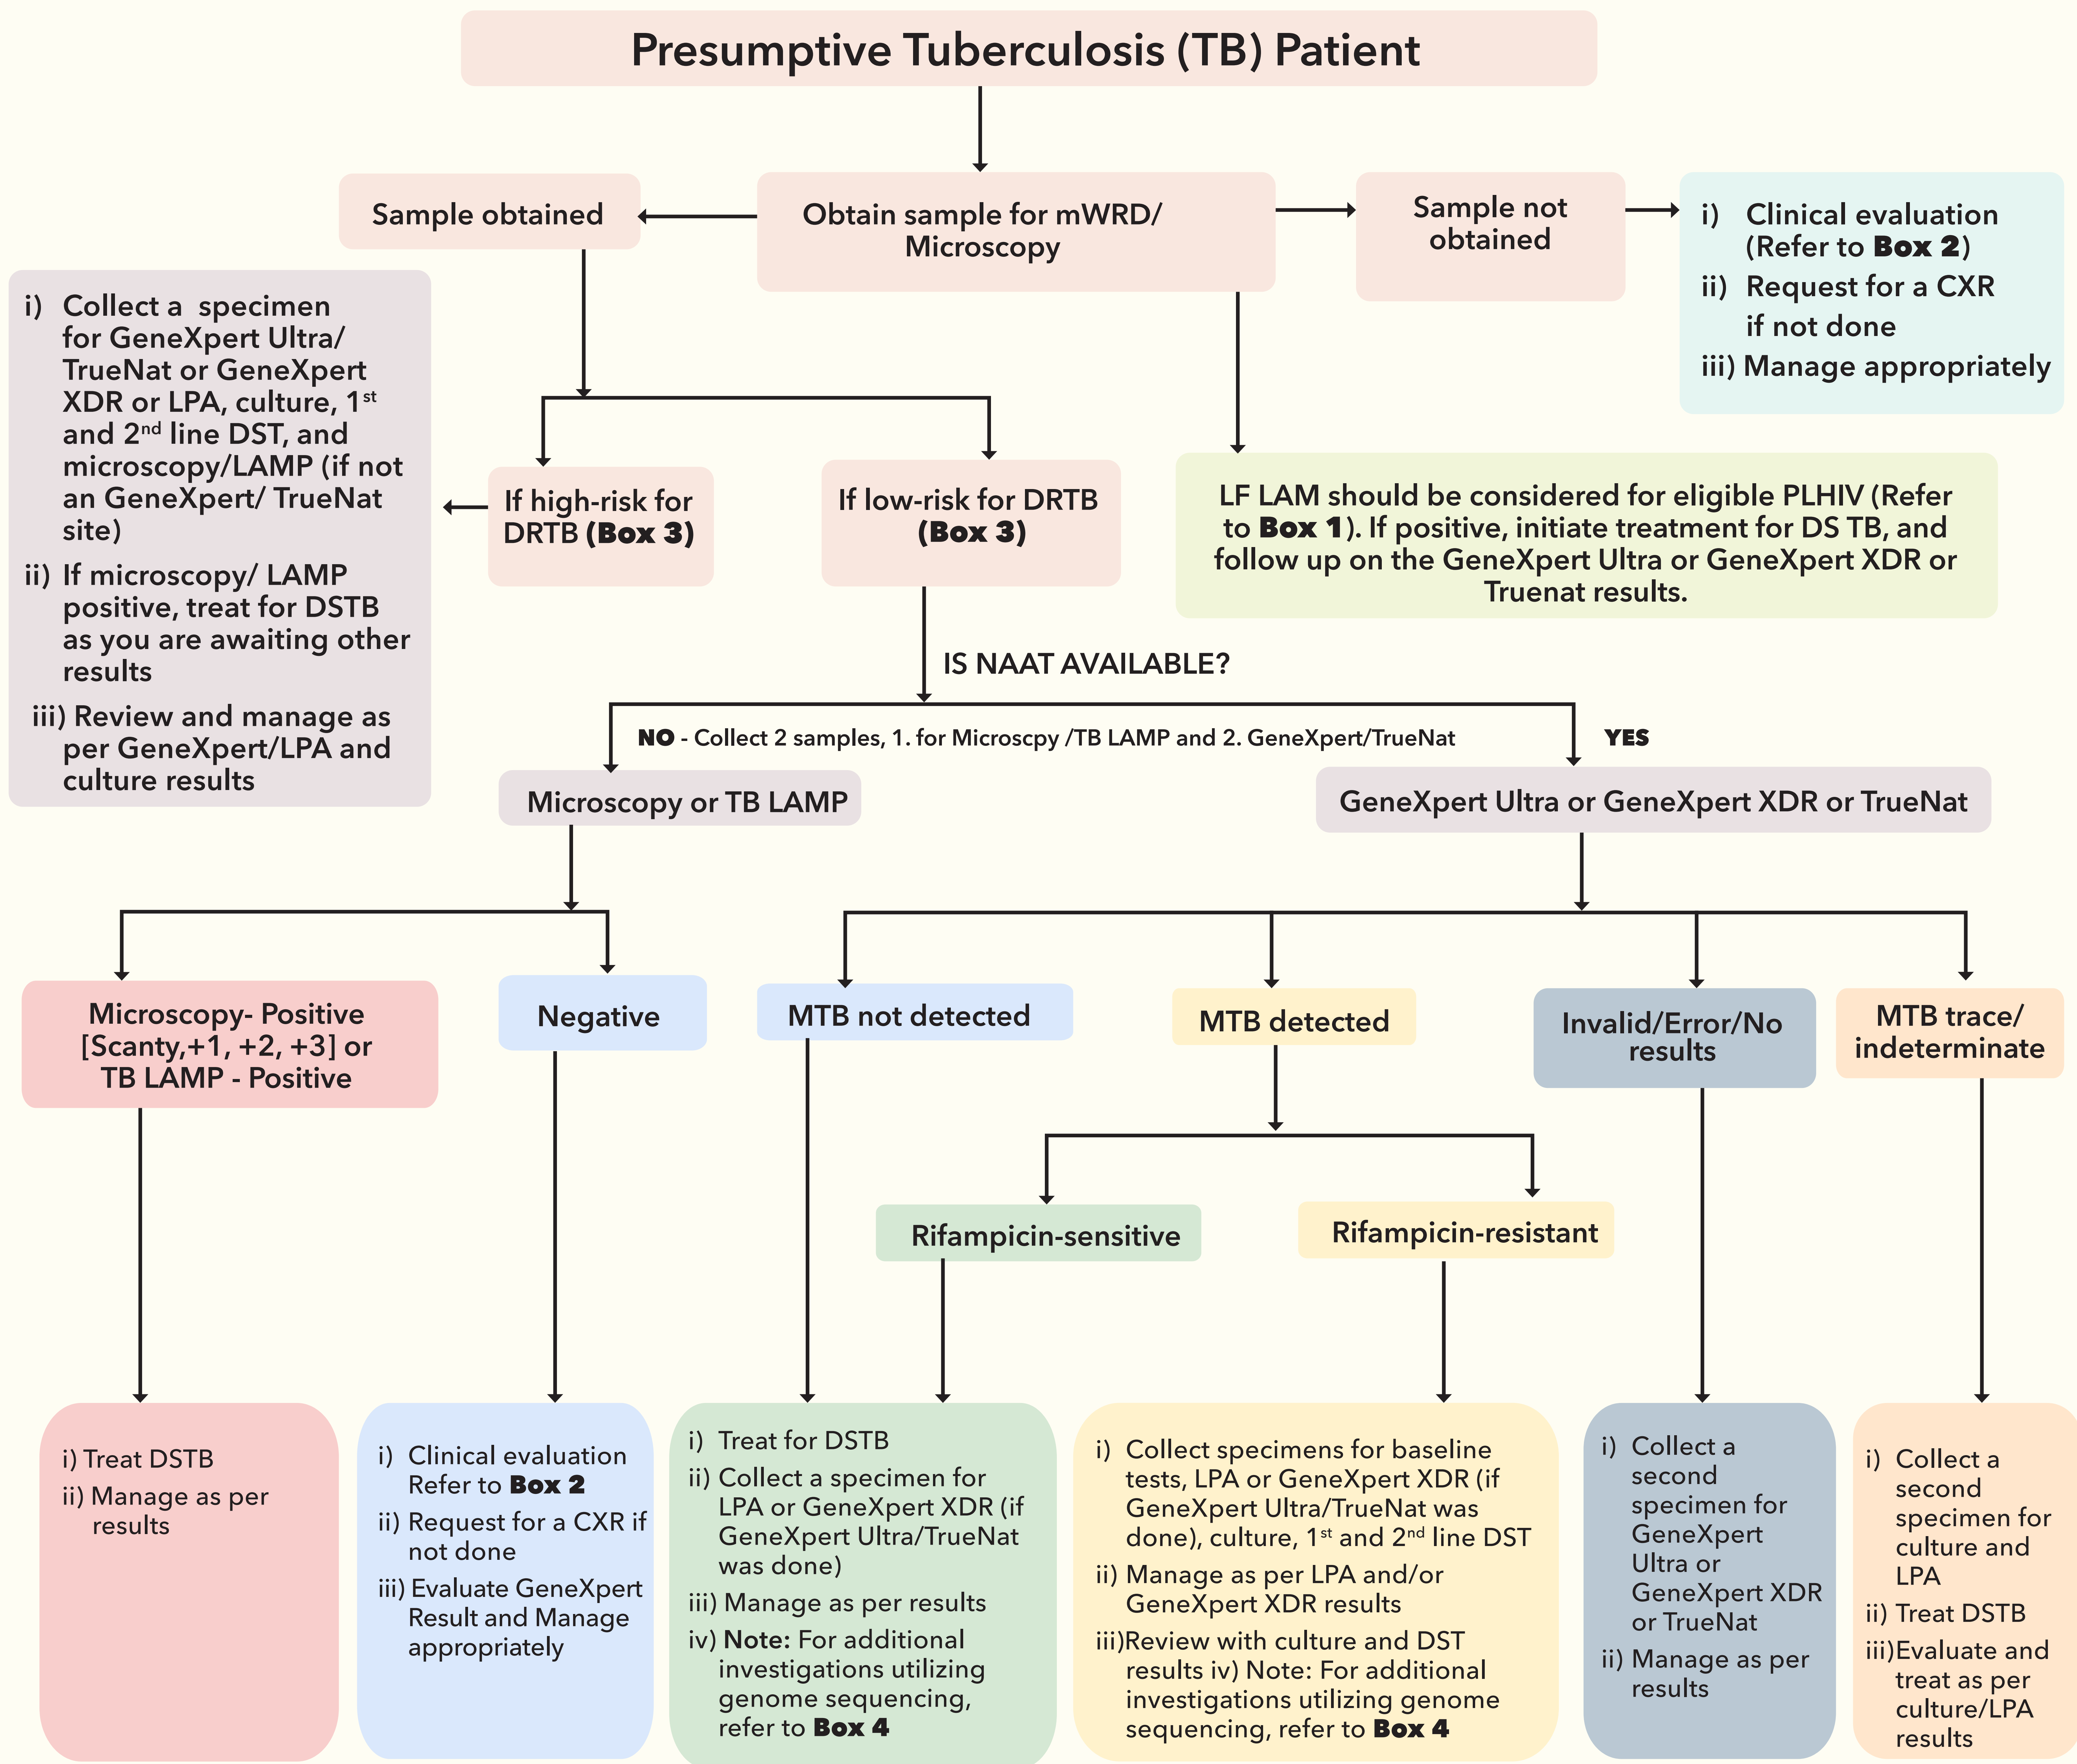 Presumptive Tuberculosis (TB) Patient
Sample obtained
Obtain sample for mWRD/
Microscopy
Sample not
obtained
i) Clinical evaluation
(Refer to Box 2)
ii) Request for a CXR
if not done
iii) Manage appropriately
i) Collect a specimen
for GeneXpert Ultra/
TrueNat or GeneXpert
XDR or LPA, culture, 1st
and 2nd line DST, and
microscopy/LAMP (if not
an GeneXpert/ TrueNat
site)
ii) If microscopy/ LAMP
positive, treat for DSTB
as you are awaiting other
results
iii) Review and manage as
per GeneXpert/LPA and
culture results
If high-risk for
DRTB (Box 3)
If low-risk for DRTB
(Box 3)
LF LAM should be considered for eligible PLHIV (Refer
to Box 1). If positive, initiate treatment for DS TB, and
follow up on the GeneXpert Ultra or GeneXpert XDR or
Truenat results.
IS NAAT AVAILABLE?
NO - Collect 2 samples, 1. for Microscpy /TB LAMP and 2. GeneXpert/TrueNat
YES
Microscopy or TB LAMP
GeneXpert Ultra or GeneXpert XDR or TrueNat
Microscopy- Positive
[Scanty,+1, +2, +3] or
TB LAMP - Positive
Negative
MTB not detected
MTB detected
Invalid/Error/No
results
MTB trace/
indeterminate
Rifampicin-sensitive
Rifampicin-resistant
i) Treat DSTB
ii) Manage as per
results
i) Clinical evaluation
Refer to Box 2
ii) Request for a CXR if
not done
iii) Evaluate GeneXpert
Result and Manage
appropriately
i) Treat for DSTB
ii) Collect a specimen for
LPA or GeneXpert XDR (if
GeneXpert Ultra/TrueNat
was done)
iii) Manage as per results
iv) Note: For additional
investigations utilizing
genome sequencing,
refer to Box 4
i) Collect specimens for baseline
tests, LPA or GeneXpert XDR (if
GeneXpert Ultra/TrueNat was
done), culture, 1st and 2nd line DST
ii) Manage as per LPA and/or
GeneXpert XDR results
iii)Review with culture and DST
results iv) Note: For additional
investigations utilizing genome
sequencing, refer to Box 4
i) Collect a
second
specimen for
GeneXpert
Ultra or
GeneXpert XDR
or TrueNat
ii) Manage as per
results
i) Collect a
second
specimen for
culture and
LPA
ii) Treat DSTB
iii)Evaluate and
treat as per
culture/LPA
results